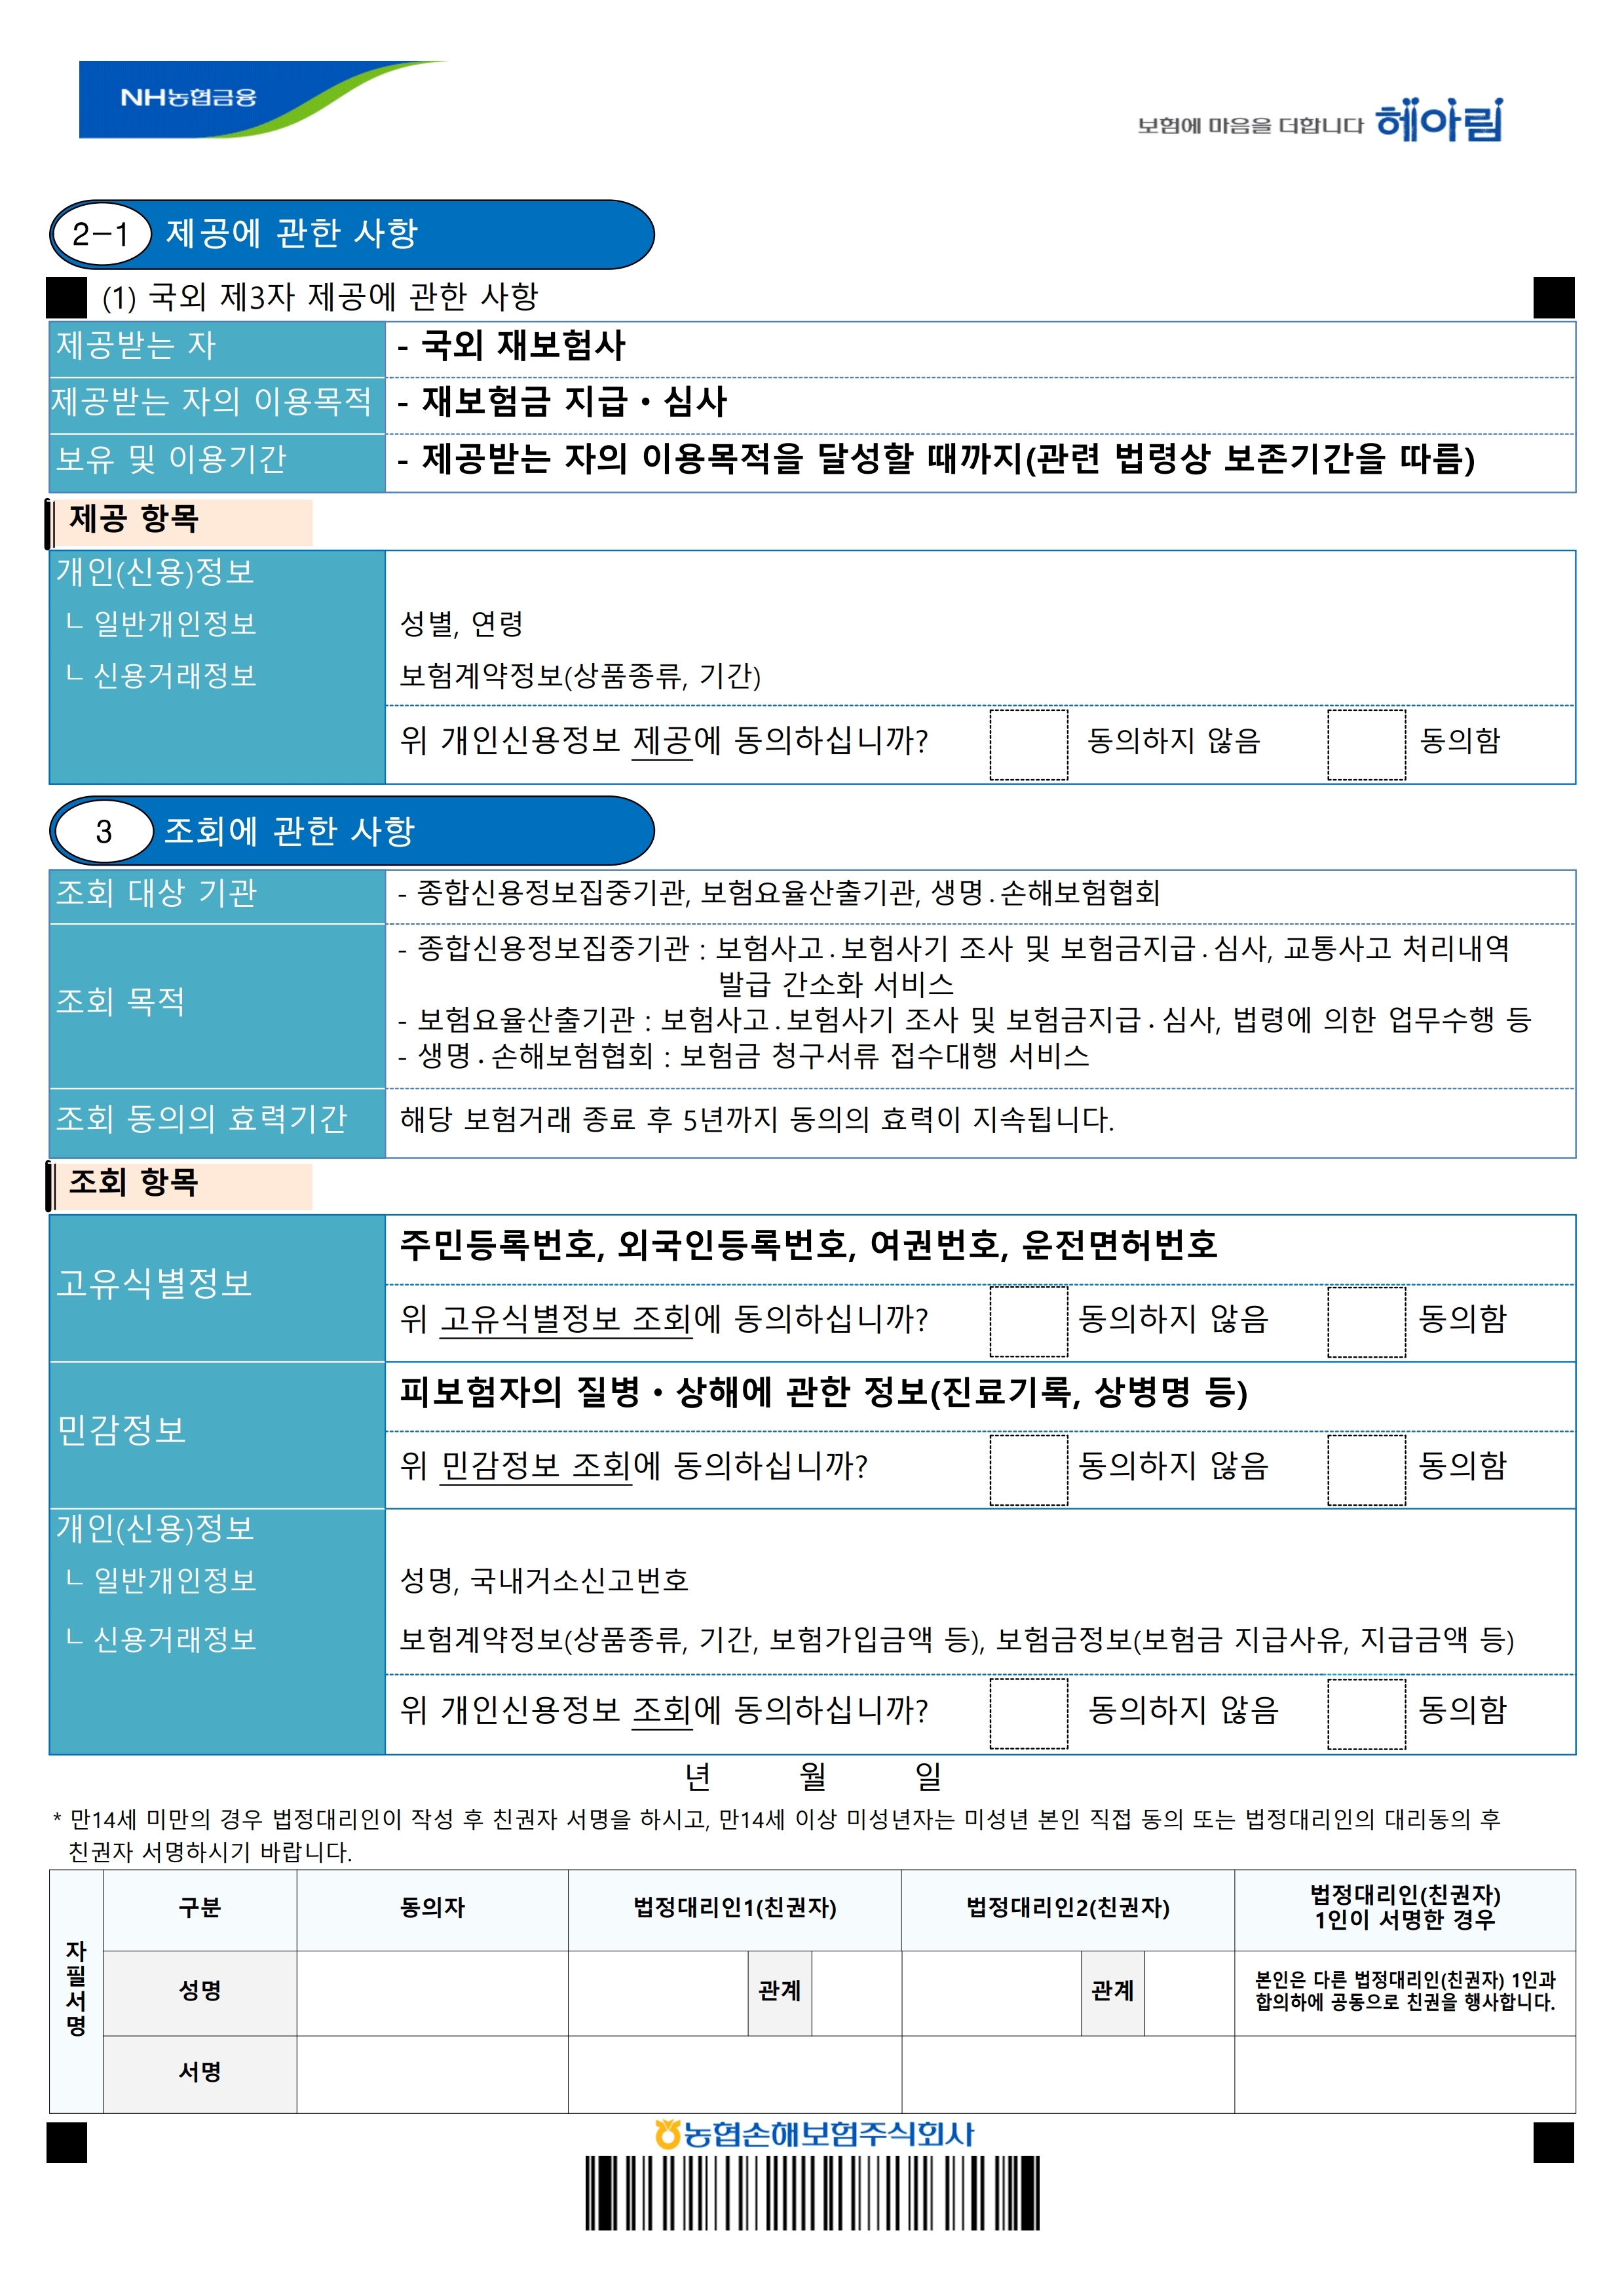 NH농협금융
보험에 마음을 더합니다 헤아림
2-1 제공에 관한 사항
(1) 국외 제3자 제공에 관한 사항
제공받는 자 - 국외 재보험사
제공받는 자의 이용목적 - 재보험금 지급・심사
보유 및 이용기간 - 제공받는 자의 이용목적을 달성할 때까지(관련 법령상 보존기간을 따름)
제공 항목
개인(신용)정보
ㄴ 일반개인정보 성별, 연령
ㄴ 신용거래정보 보험계약정보(상품종류, 기간)
위 개인신용정보 제공에 동의하십니까? 동의하지 않음 동의함
3 조회에 관한 사항
조회 대상 기관 - 종합신용정보집중기관, 보험요율산출기관, 생명·손해보험협회
조회 목적
- 종합신용정보집중기관 : 보험사고·보험사기 조사 및 보험금지급·심사, 교통사고 처리내역
발급 간소화 서비스
- 보험요율산출기관 : 보험사고·보험사기 조사 및 보험금지급·심사, 법령에 의한 업무수행 등
- 생명·손해보험협회 : 보험금 청구서류 접수대행 서비스
조회 동의의 효력기간 해당 보험거래 종료 후 5년까지 동의의 효력이 지속됩니다.
조회 항목
고유식별정보
주민등록번호, 외국인등록번호, 여권번호, 운전면허번호
위 고유식별정보 조회에 동의하십니까? 동의하지 않음 동의함
민감정보
피보험자의 질병・상해에 관한 정보(진료기록, 상병명 등)
위 민감정보 조회에 동의하십니까? 동의하지 않음 동의함
개인(신용)정보
ㄴ 일반개인정보 성명, 국내거소신고번호
ㄴ 신용거래정보 보험계약정보(상품종류, 기간, 보험가입금액 등), 보험금정보(보험금 지급사유, 지급금액 등)
위 개인신용정보 조회에 동의하십니까? 동의하지 않음 동의함
년 월 일
* 만14세 미만의 경우 법정대리인이 작성 후 친권자 서명을 하시고, 만14세 이상 미성년자는 미성년 본인 직접 동의 또는 법정대리인의 대리동의 후
친권자 서명하시기 바랍니다.
자필서명
구분 동의자 법정대리인1(친권자) 법정대리인2(친권자) 법정대리인(친권자)
1인이 서명한 경우
성명 관계 관계 본인은 다른 법정대리인(친권자) 1인과
합의하에 공동으로 친권을 행사합니다.
서명
농협손해보험주식회사